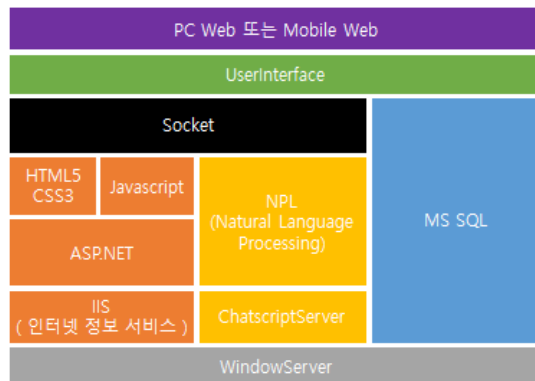 PC Web 또는 Mobile Web
UserInterface
Socket
HTML5
CSS3
Javascript
NPL
(Natural Language
Processing)
MS SQL
ASP.NET
IIS
( 인터넷 정보 서비스 )
ChatscriptServer
WindowServer